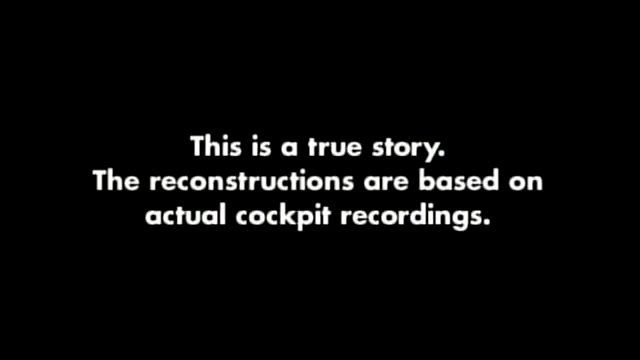 This is a true story.
The reconstructions are based on
actual cockpit recordings.